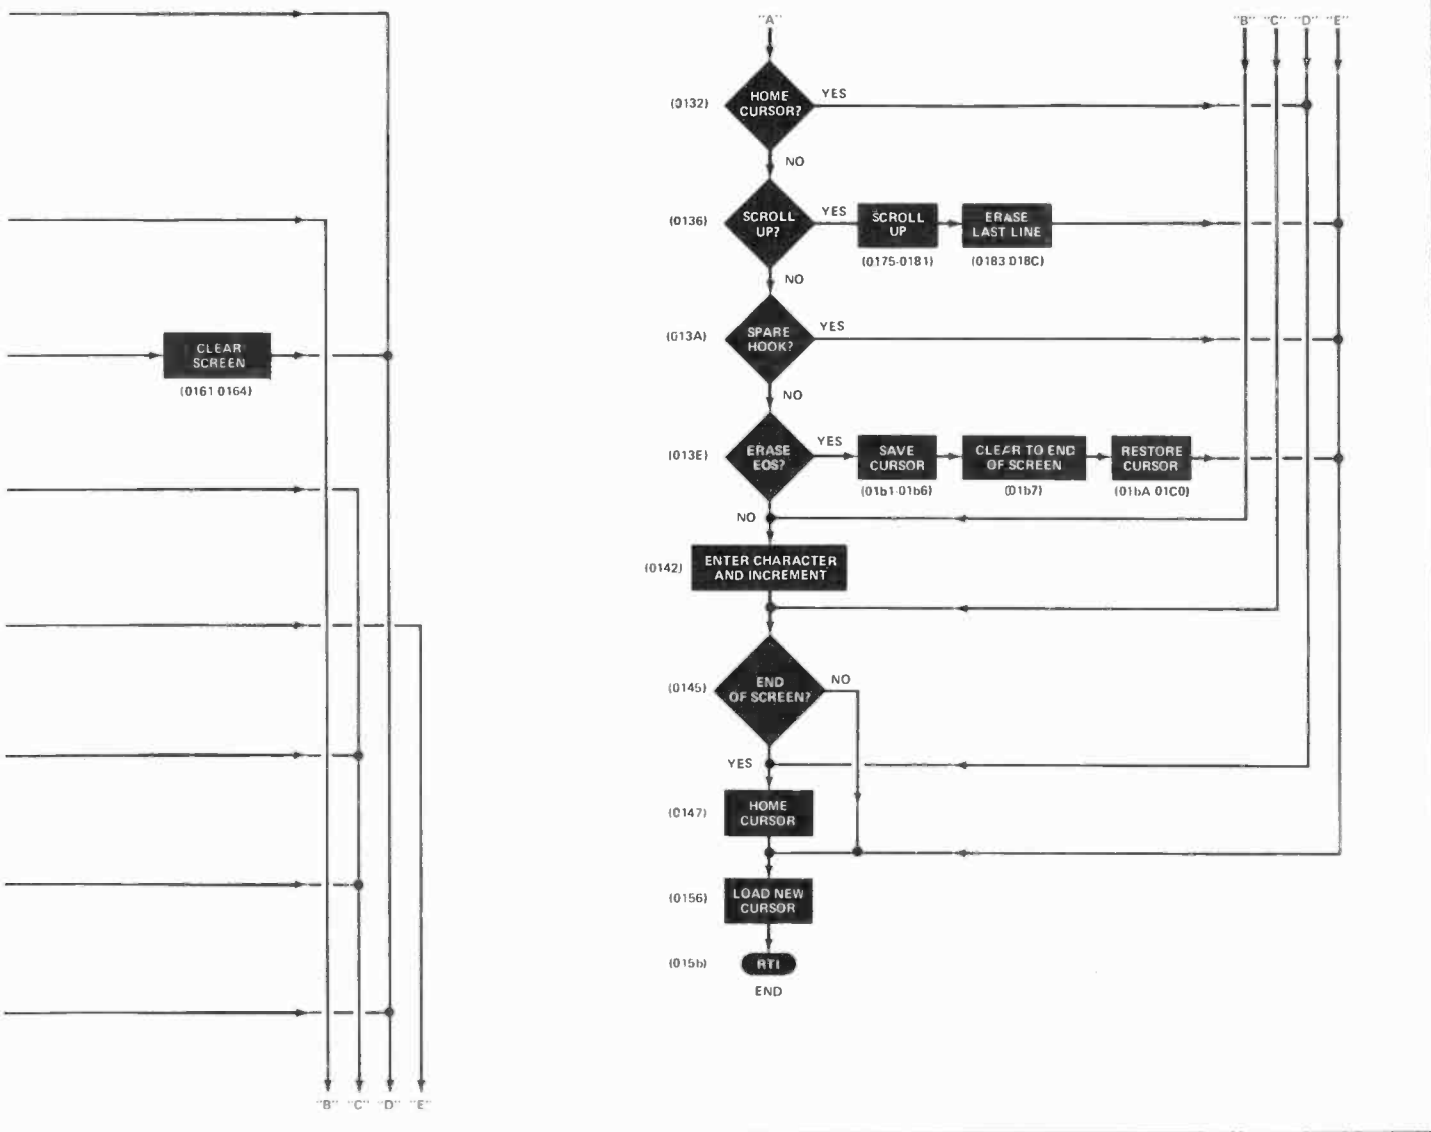 "A"
"B" "C" "D" "E"
(0132)
HOME
CURSOR?
YES
NO
(0136)
SCROLL
UP?
YES
SCROLL
UP
(0175-0181)
ERASE
LAST LINE
(0183 018C)
NO
(013A)
SPARE
HOOK?
YES
NO
CLEAR
SCREEN
(0161 0164)
(013E)
ERASE
EOS?
YES
SAVE
CURSOR
(01b1-01b6)
CLEAR TO END
OF SCREEN
(01b7)
RESTORE
CURSOR
(01bA 01C0)
NO
(0142)
ENTER CHARACTER
AND INCREMENT
(0145)
END
OF SCREEN?
NO
YES
(0147)
HOME
CURSOR
(0156)
LOAD NEW
CURSOR
(015b)
RTI
END
"B" "C" "D" "E"